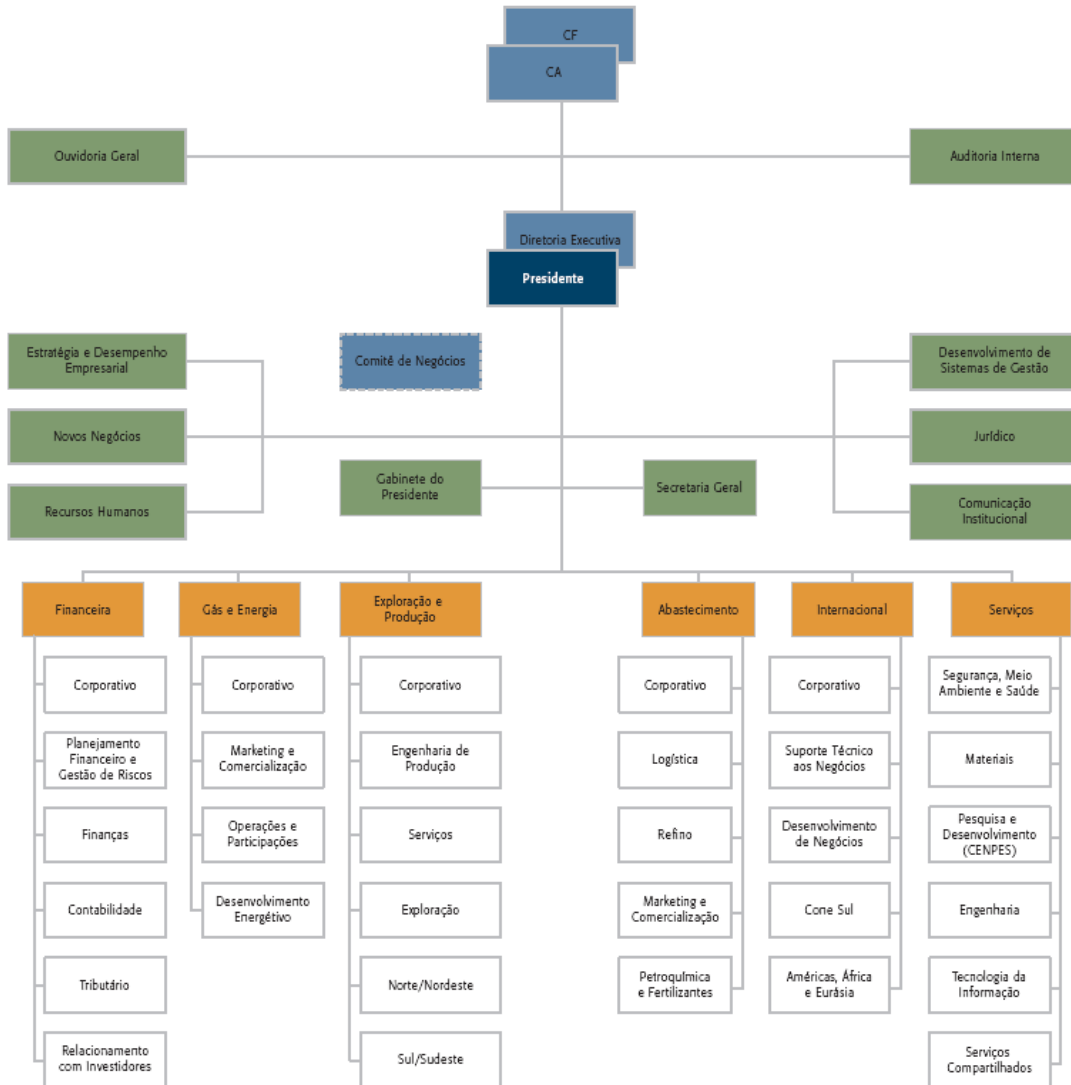 CF
CA
Ouvidoria Geral
Auditoria Interna
Diretoria Executiva
Presidente
Estratégia e Desempenho
Empresarial
Comitê de Negócios
Desenvolvimento de
Sistemas de Gestão
Novos Negócios
Jurídico
Gabinete do
Presidente
Secretaria Geral
Recursos Humanos
Comunicação
Institucional
Financeira
Gás e Energia
Exploração e
Produção
Abastecimento
Internacional
Serviços
Corporativo
Corporativo
Corporativo
Corporativo
Corporativo
Segurança, Meio
Ambiente e Saúde
Planejamento
Financeiro e
Gestão de Riscos
Marketing e
Comercialização
Engenharia de
Produção
Logística
Suporte Técnico
aos Negócios
Materiais
Finanças
Operações e
Participações
Serviços
Refino
Desenvolvimento
de Negócios
Pesquisa e
Desenvolvimento
(CENPES)
Contabilidade
Desenvolvimento
Energétivo
Exploração
Marketing e
Comercialização
Cone Sul
Engenharia
Tributário
Norte/Nordeste
Petroquímica
e Fertilizantes
Américas, África
e Eurásia
Tecnologia da
Informação
Relacionamento
com Investidores
Sul/Sudeste
Serviços
Compartilhados